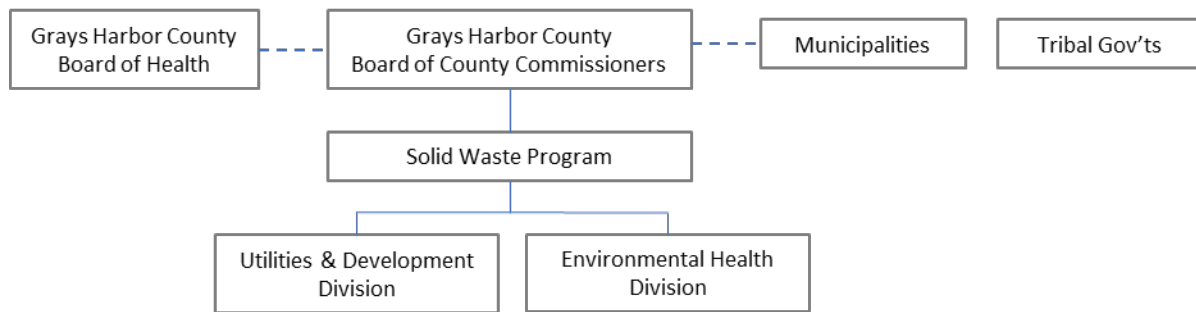 Grays Harbor County
Board of Health
Grays Harbor County
Board of County Commissioners
Municipalities
Tribal Gov’ts
Solid Waste Program
Utilities & Development
Division
Environmental Health
Division